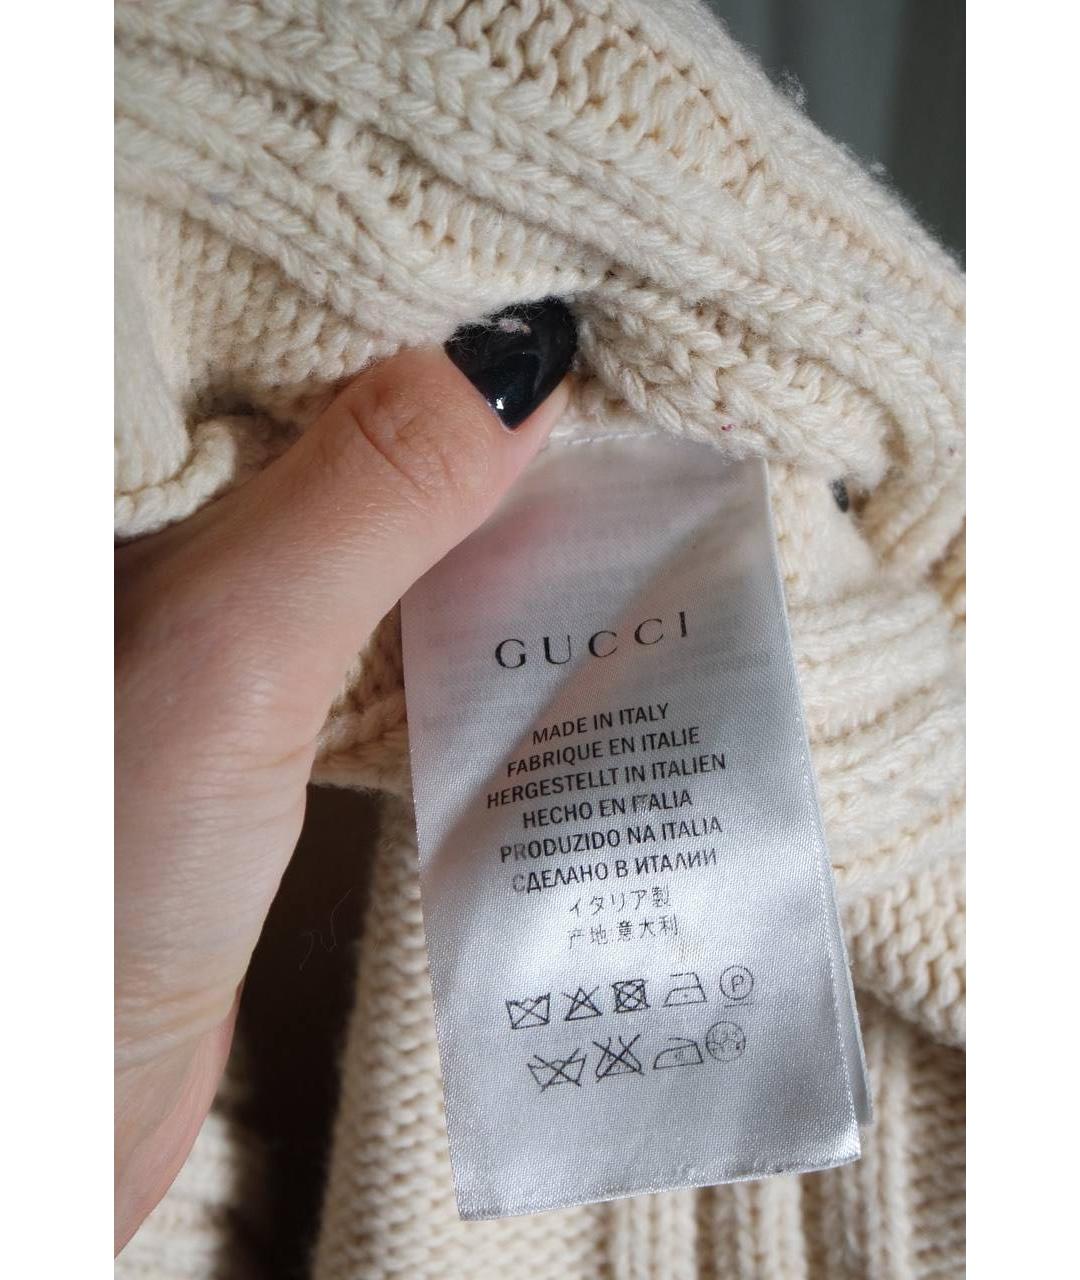 GUCCI
MADE IN ITALY
FABRIQUE EN ITALIE
HERGESTELLT IN ITALIEN
HECHO EN ITALIA
PRODUZIDO NA ITALIA
СДЕЛАНО В ИТАЛИИ
イタリア製
产地:意大利
P